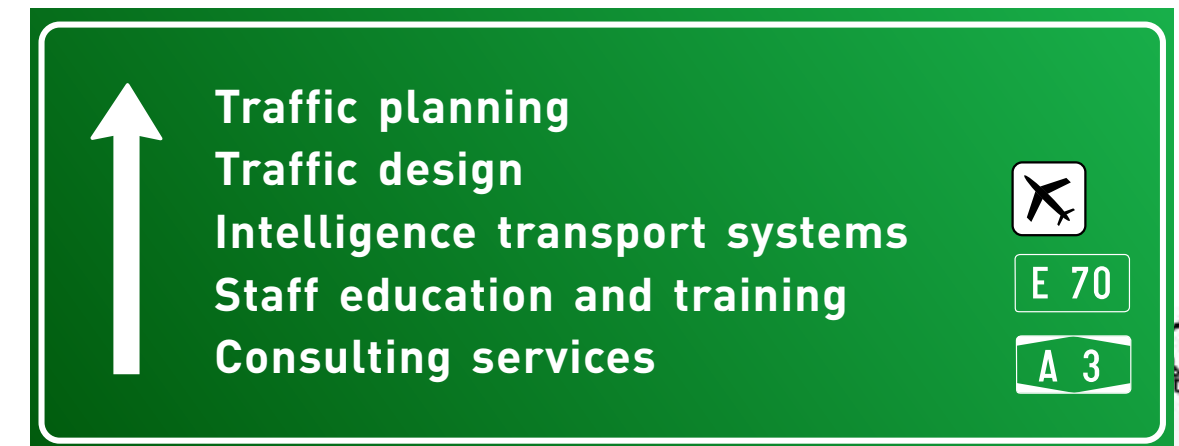 Traffic planning
Traffic design
Intelligence transport systems
Staff education and training
Consulting services
E 70
A 3